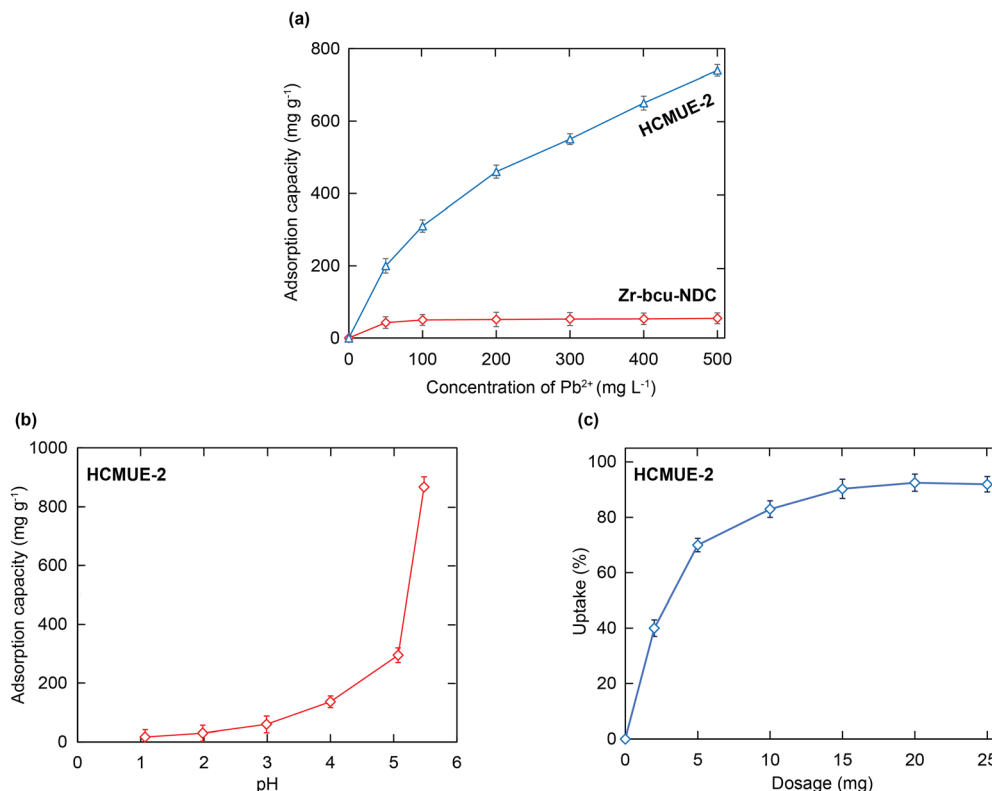 (a)
800
600
400
200
0
Adsorption capacity (mg g⁻¹)
HCMUE-2
Zr-bcu-NDC
0 100 200 300 400 500
Concentration of Pb²⁺ (mg L⁻¹)
(b)
HCMUE-2
1000
800
600
400
200
0
Adsorption capacity (mg g⁻¹)
0 1 2 3 4 5 6
pH
(c)
HCMUE-2
100
80
60
40
20
0
Uptake (%)
0 5 10 15 20 25
Dosage (mg)